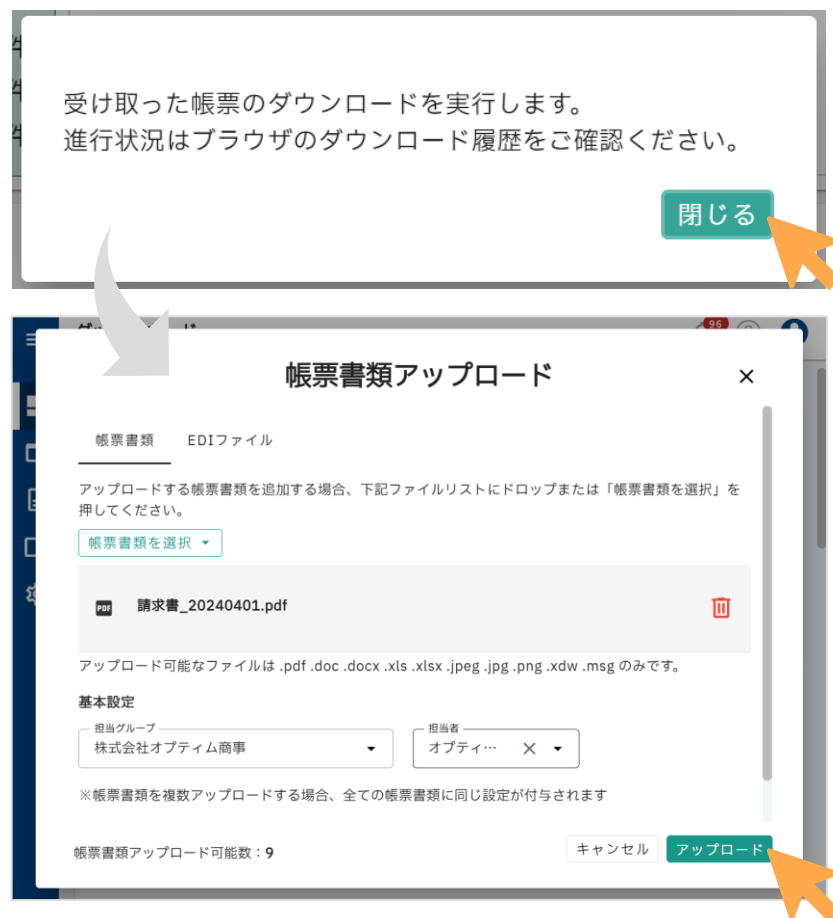 受け取った帳票のダウンロードを実行します。
進行状況はブラウザのダウンロード履歴をご確認ください。
閉じる
96
帳票書類アップロード
帳票書類 EDIファイル
アップロードする帳票書類を追加する場合、下記ファイルリストにドロップまたは「帳票書類を選択」を
押してください。
帳票書類を選択
PDF 請求書_20240401.pdf
アップロード可能なファイルは .pdf .doc .docx .xls .xlsx .jpeg .jpg .png .xdw .msg のみです。
基本設定
担当グループ 担当者
株式会社オプティム商事 オプティ…
※帳票書類を複数アップロードする場合、全ての帳票書類に同じ設定が付与されます
帳票書類アップロード可能数：9
キャンセル アップロード